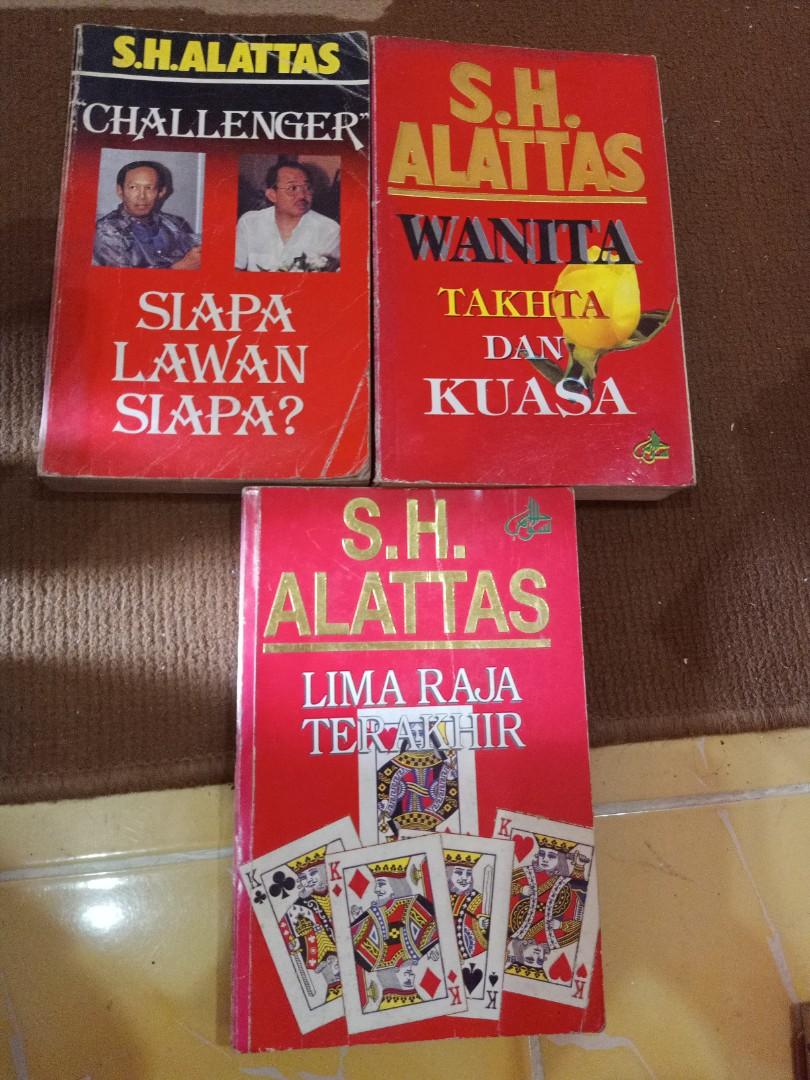 S.H.ALATTAS
"CHALLENGER"
SIAPA
LAWAN
SIAPA?
S.H.
ALATTAS
WANITA
TAKHTA
DAN
KUASA
S.H.
ALATTAS
LIMA RAJA
TERAKHIR
K
K
K
K
K
K